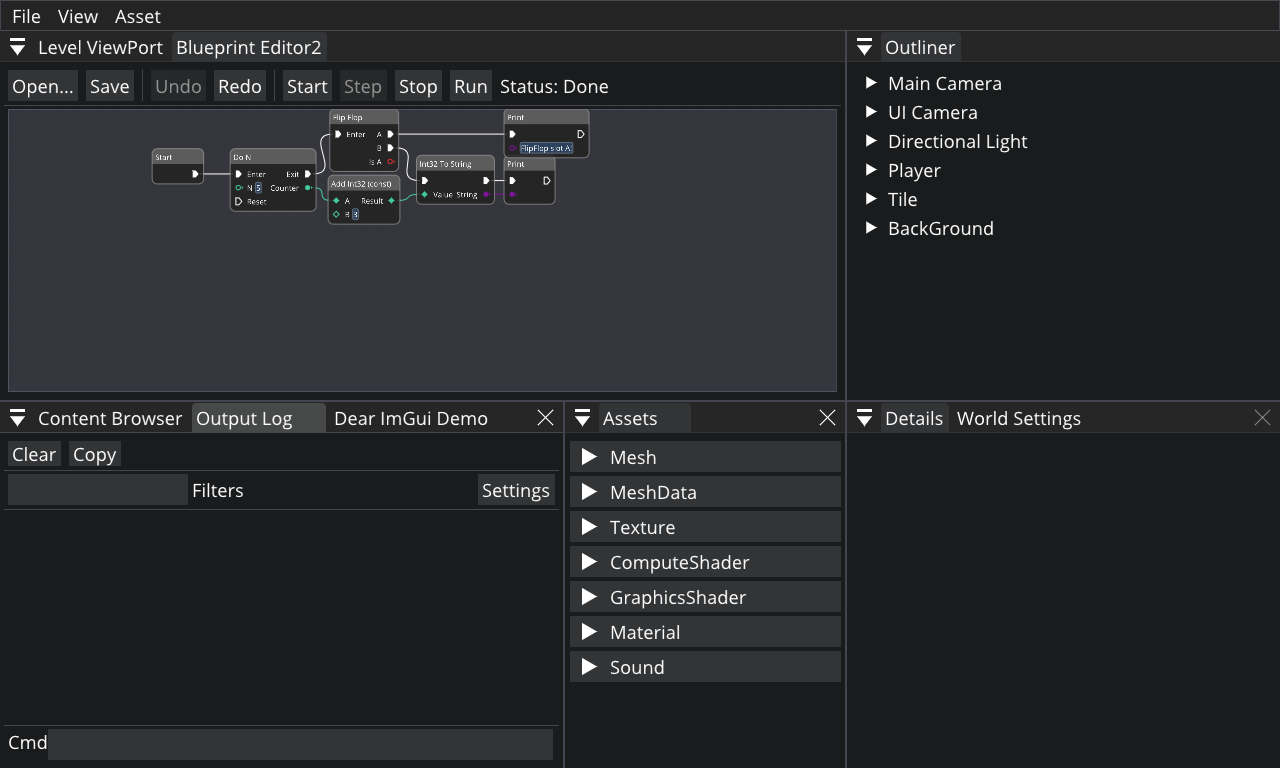 File View Asset
Level ViewPort Blueprint Editor2
Outliner
Open... Save Undo Redo Start Step Stop Run Status: Done
Main Camera
UI Camera
Directional Light
Player
Tile
BackGround
Flip Flop
Enter A
B
Is A
Print
FlipFlop slot A!
Start
Do N
Enter Exit
N 5 Counter
Reset
Int32 To String
Value String
Print
Add Int32 (const)
A Result
B 3
Content Browser Output Log Dear ImGui Demo
Clear Copy
Filters Settings
Cmd
Assets
Mesh
MeshData
Texture
ComputeShader
GraphicsShader
Material
Sound
Details World Settings